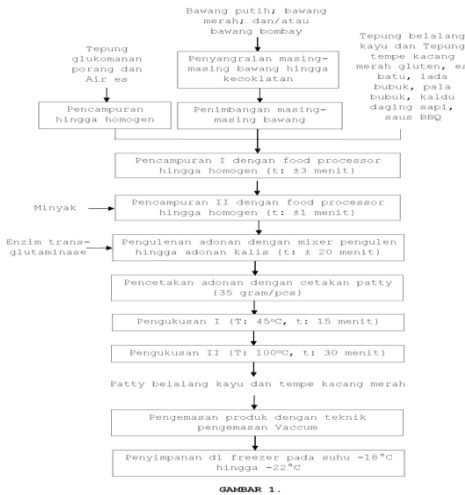 Bawang putih; bawang
merah; dan/atau
bawang bombay
Tepung
glukomanan
porang dan
Air es
Penyangraian masing-
masing bawang hingga
kecoklatan
Tepung belalang
kayu dan Tepung
tempe kacang
merah gluten, es
batu, lada
bubuk, pala
bubuk, kaldu
daging sapi,
saus BBQ
Pencampuran
hingga homogen
Penimbangan masing-
masing bawang
Pencampuran I dengan food processor
hingga homogen (t: ±3 menit)
Minyak
Pencampuran II dengan food processor
hingga homogen (t: ±1 menit)
Enzim trans-
glutaminase
Pengulenan adonan dengan mixer pengulen
hingga adonan kalis (t: ± 20 menit)
Pencetakan adonan dengan cetakan patty
(35 gram/pcs)
Pengukusan I (T: 45°C, t: 15 menit)
Pengukusan II (T: 100°C, t: 30 menit)
Patty belalang kayu dan tempe kacang merah
Pengemasan produk dengan teknik
pengemasan Vaccum
Penyimpanan di freezer pada suhu -18°C
hingga -22°C
GAMBAR 1.